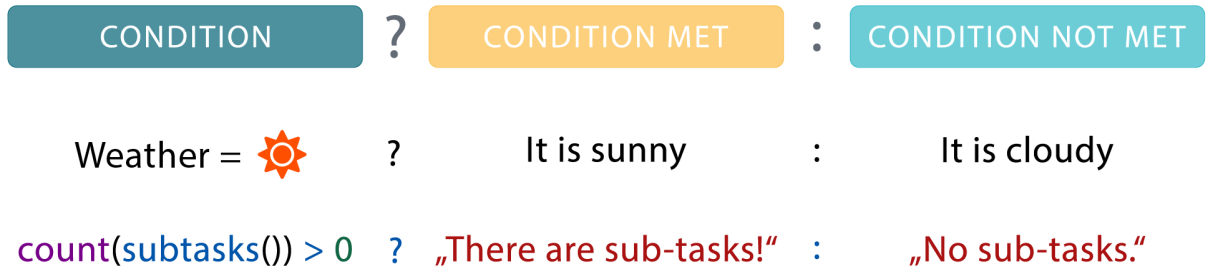 CONDITION ? CONDITION MET : CONDITION NOT MET
Weather = ? It is sunny : It is cloudy
count(subtasks()) > 0 ? „There are sub-tasks!“ : „No sub-tasks.“